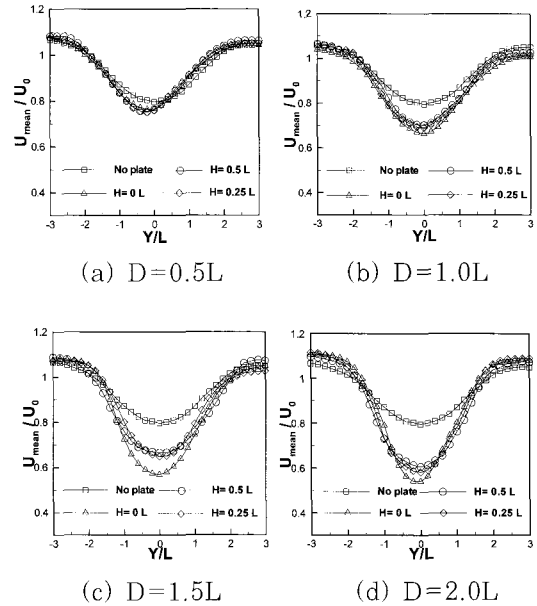 1.2
1
0.8
0.6
0.4
U_mean / U_0
No plate
H= 0.5 L
H= 0 L
H= 0.25 L
-3 -2 -1 0 1 2 3
Y/L
(a) D=0.5L
1.2
1
0.8
0.6
0.4
U_mean / U_0
No plate
H= 0.5 L
H= 0 L
H= 0.25 L
-3 -2 -1 0 1 2 3
Y/L
(b) D=1.0L
1.2
1
0.8
0.6
0.4
U_mean / U_0
No plate
H= 0.5 L
H= 0 L
H= 0.25 L
-3 -2 -1 0 1 2 3
Y/L
(c) D=1.5L
1.2
1
0.8
0.6
0.4
U_mean / U_0
No plate
H= 0.5 L
H= 0 L
H= 0.25 L
-3 -2 -1 0 1 2 3
Y/L
(d) D=2.0L